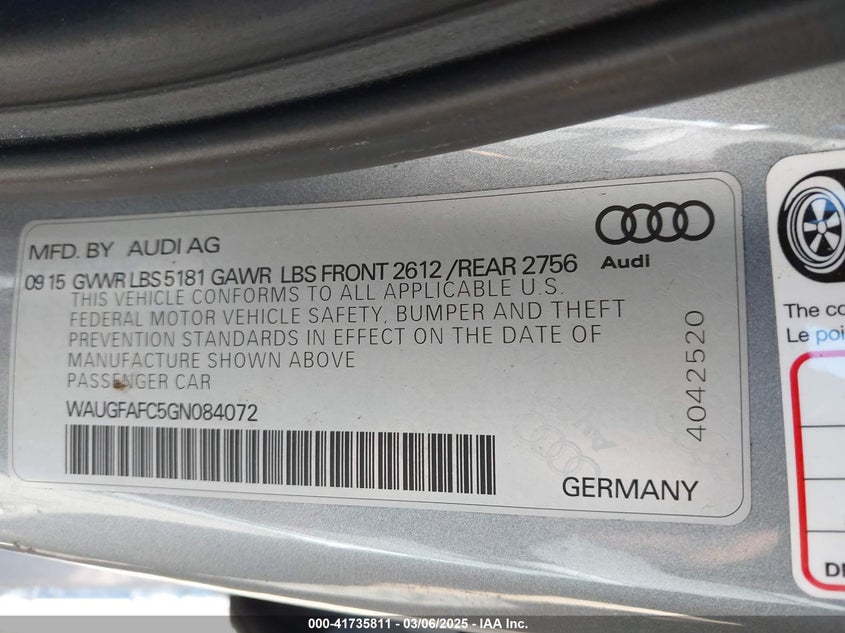 MFD. BY AUDI AG
Audi
09 15 GVWR LBS 5181 GAWR LBS FRONT 2612 /REAR 2756
THIS VEHICLE CONFORMS TO ALL APPLICABLE U.S.
FEDERAL MOTOR VEHICLE SAFETY, BUMPER AND THEFT
PREVENTION STANDARDS IN EFFECT ON THE DATE OF
MANUFACTURE SHOWN ABOVE
PASSENGER CAR
WAUGFAFC5GN084072
GERMANY
4042520
The co
Le poi
DE
000-41735811 - 03/06/2025 - IAA Inc.